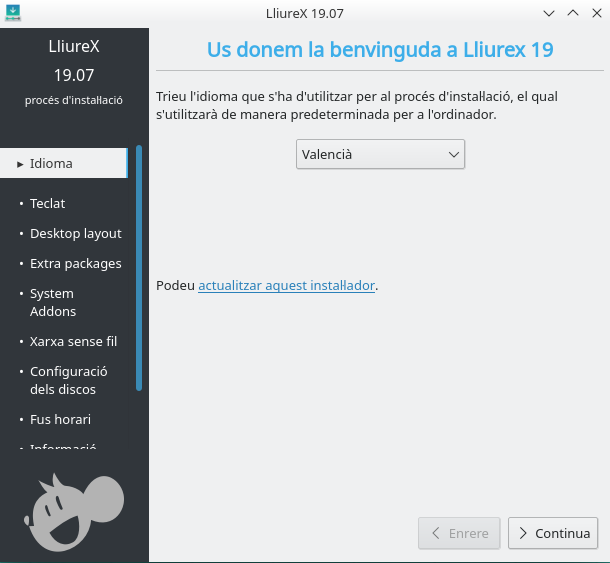 LliureX 19.07
LliureX
19.07
procés d'instal·lació
Idioma
Teclat
Desktop layout
Extra packages
System
Addons
Xarxa sense fil
Configuració
dels discos
Fus horari
Informació
Us donem la benvinguda a Lliurex 19
Trieu l'idioma que s'ha d'utilitzar per al procés d'instal·lació, el qual
s'utilitzarà de manera predeterminada per a l'ordinador.
Valencià
Podeu actualitzar aquest instal·lador.
Enrere
Continua